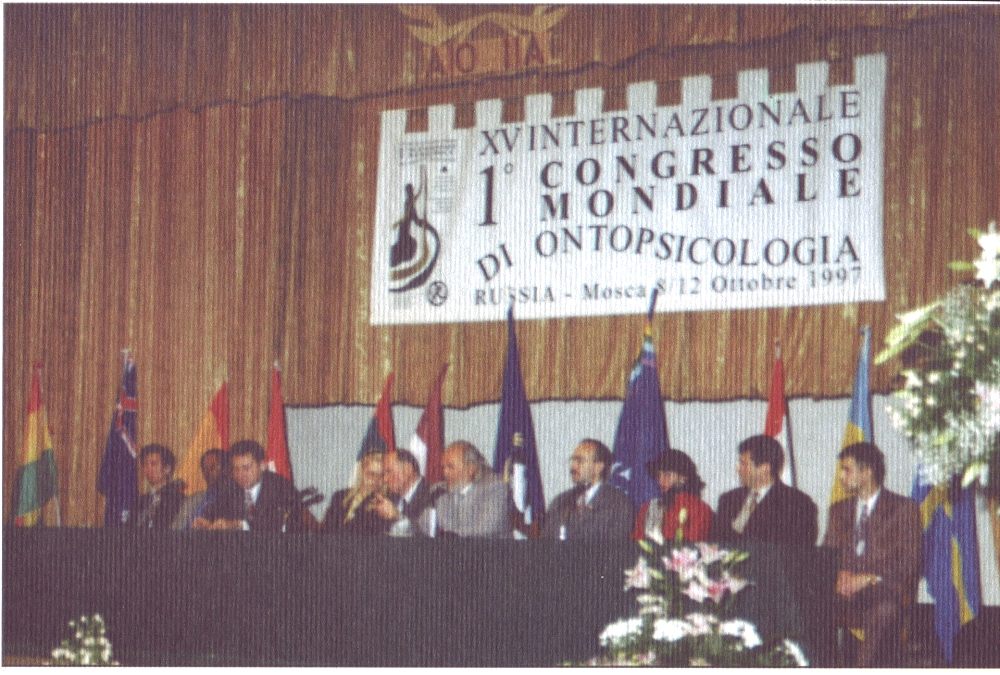 XV INTERNAZIONALE
1° CONGRESSO
MONDIALE
DI ONTOPSICOLOGIA
RUSSIA - Mosca 8/12 Ottobre 1997